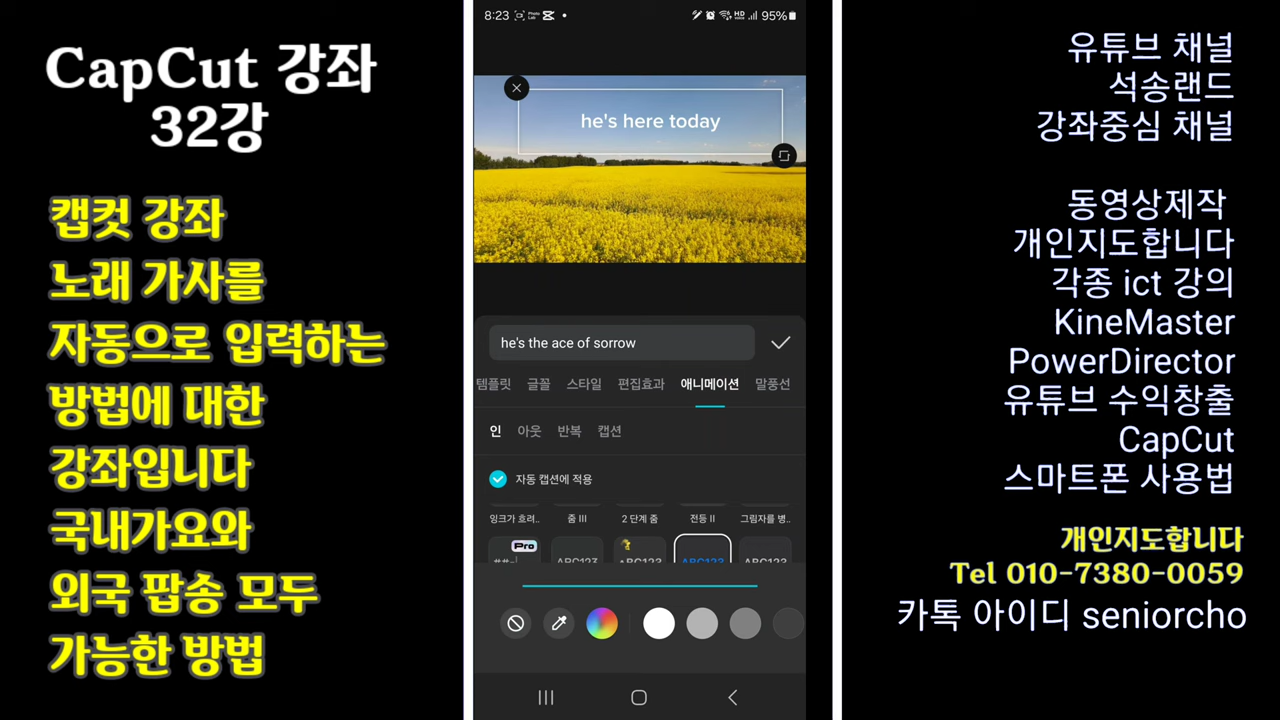 CapCut 강좌
32강
캡컷 강좌
노래 가사를
자동으로 입력하는
방법에 대한
강좌입니다
국내가요와
외국 팝송 모두
가능한 방법
8:23
HD
95%
he's here today
he's the ace of sorrow
템플릿 글꼴 스타일 편집효과 애니메이션 말풍선
인 아웃 반복 캡션
자동 캡션에 적용
잉크가 흐려.. 줌 III 2 단계 줌 전등 II 그림자를 병..
Pro
ABC123 ABC123 ABC123 ABC123
유튜브 채널
석송랜드
강좌중심 채널
동영상제작
개인지도합니다
각종 ict 강의
KineMaster
PowerDirector
유튜브 수익창출
CapCut
스마트폰 사용법
개인지도합니다
Tel 010-7380-0059
카톡 아이디 seniorcho